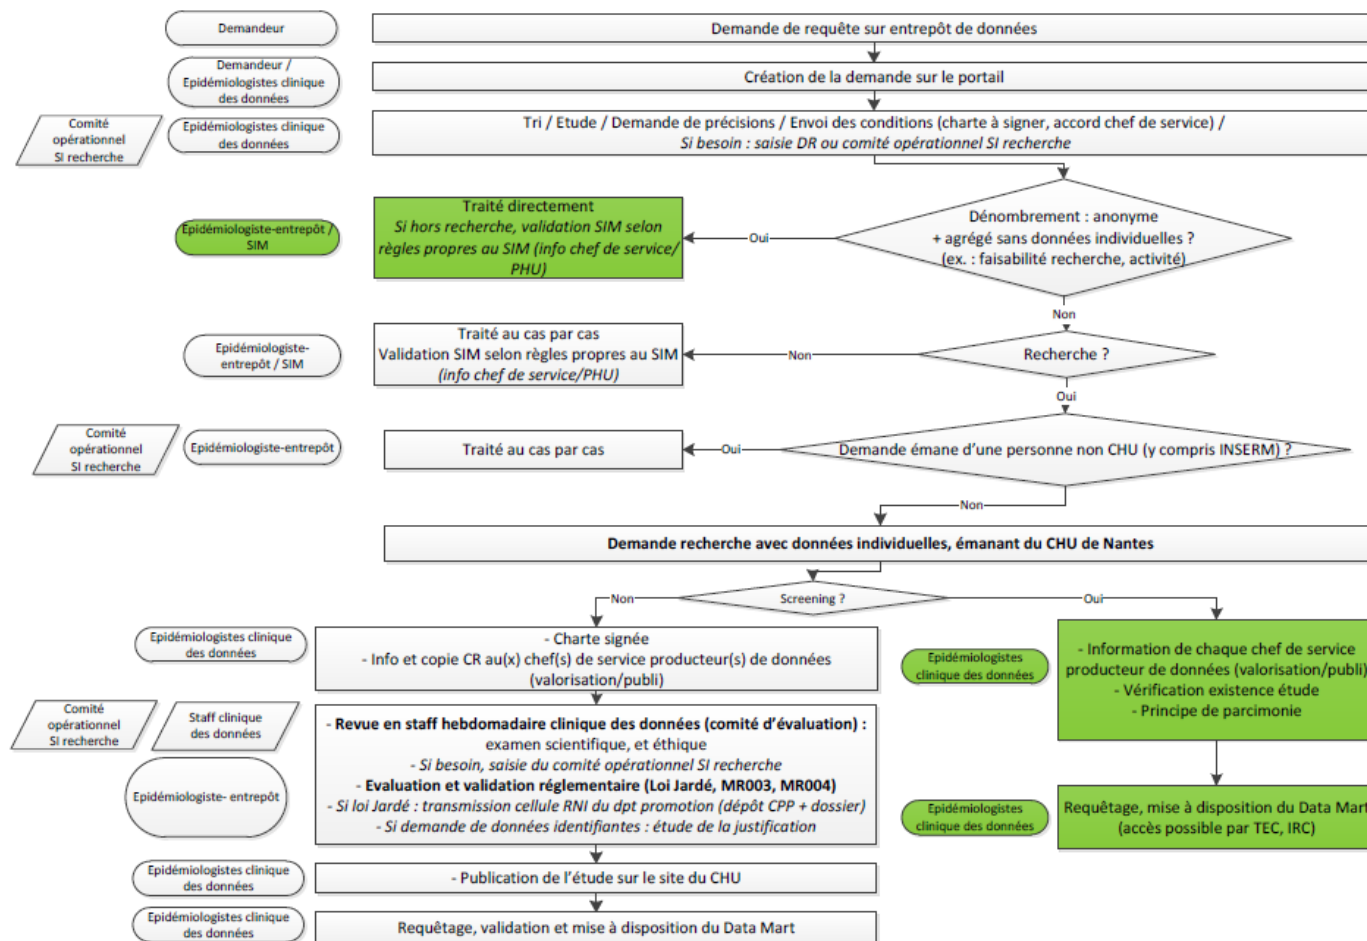 Demandeur
Demande de requête sur entrepôt de données
Demandeur /
Epidémiologistes clinique
des données
Création de la demande sur le portail
Comité
opérationnel
SI recherche
Epidémiologistes clinique
des données
Tri / Etude / Demande de précisions / Envoi des conditions (charte à signer, accord chef de service) /
Si besoin : saisie DR ou comité opérationnel SI recherche
Epidémiologiste-entrepôt /
SIM
Traité directement
Si hors recherche, validation SIM selon
règles propres au SIM (info chef de service/
PHU)
Oui
Dénombrement : anonyme
+ agrégé sans données individuelles ?
(ex. : faisabilité recherche, activité)
Non
Epidémiologiste-
entrepôt / SIM
Traité au cas par cas
Validation SIM selon règles propres au SIM
(info chef de service/PHU)
Non
Recherche ?
Oui
Comité
opérationnel
SI recherche
Epidémiologiste-entrepôt
Traité au cas par cas
Oui
Demande émane d'une personne non CHU (y compris INSERM) ?
Non
Demande recherche avec données individuelles, émanant du CHU de Nantes
Non
Screening ?
Oui
Epidémiologistes clinique
des données
- Charte signée
- Info et copie CR au(x) chef(s) de service producteur(s) de données
(valorisation/publi)
Epidémiologistes
clinique des données
- Information de chaque chef de service
producteur de données (valorisation/publi)
- Vérification existence étude
- Principe de parcimonie
Comité
opérationnel
SI recherche
Staff clinique
des données
Epidémiologiste- entrepôt
- Revue en staff hebdomadaire clinique des données (comité d'évaluation) :
examen scientifique, et éthique
- Si besoin, saisie du comité opérationnel SI recherche
- Evaluation et validation réglementaire (Loi Jardé, MR003, MR004)
- Si loi Jardé : transmission cellule RNI du dpt promotion (dépôt CPP + dossier)
- Si demande de données identifiantes : étude de la justification
Epidémiologistes
clinique des données
Requêtage, mise à disposition du Data Mart
(accès possible par TEC, IRC)
Epidémiologistes clinique
des données
- Publication de l'étude sur le site du CHU
Epidémiologistes clinique
des données
Requêtage, validation et mise à disposition du Data Mart